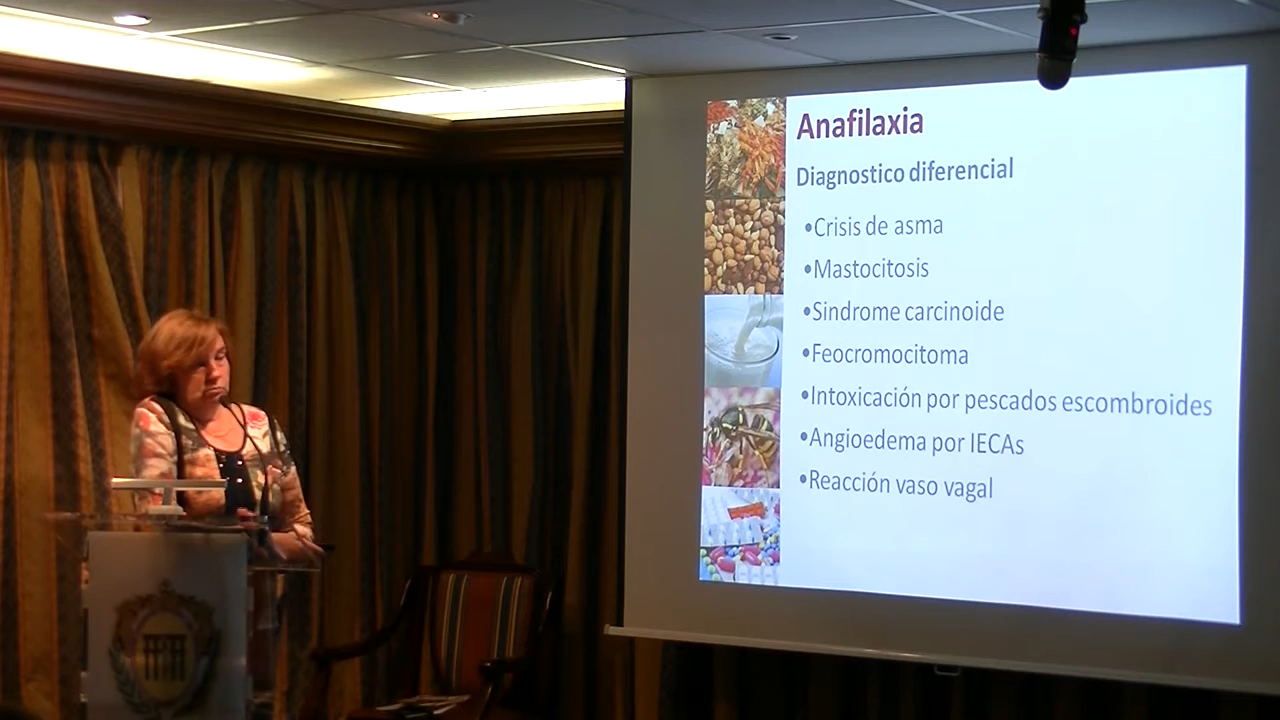 Anafilaxia
Diagnostico diferencial
•Crisis de asma
•Mastocitosis
•Sindrome carcinoide
•Feocromocitoma
•Intoxicación por pescados escombroides
•Angioedema por IECAs
•Reacción vaso vagal